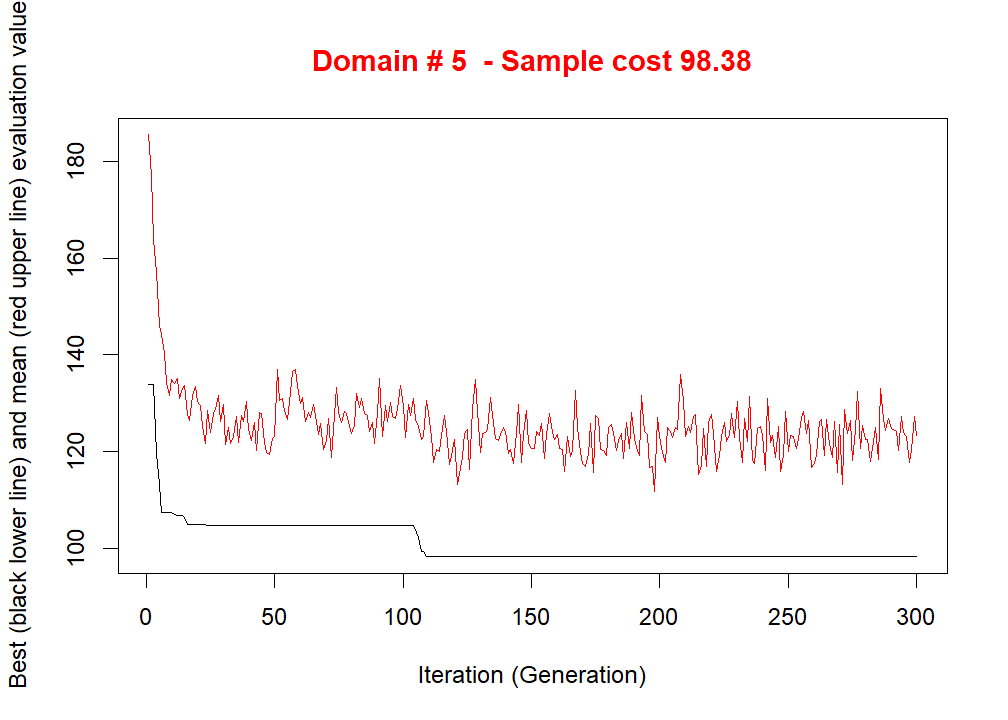 Domain # 5  - Sample cost 98.38
Best (black lower line) and mean (red upper line) evaluation value
180
160
140
120
100
0 50 100 150 200 250 300
Iteration (Generation)